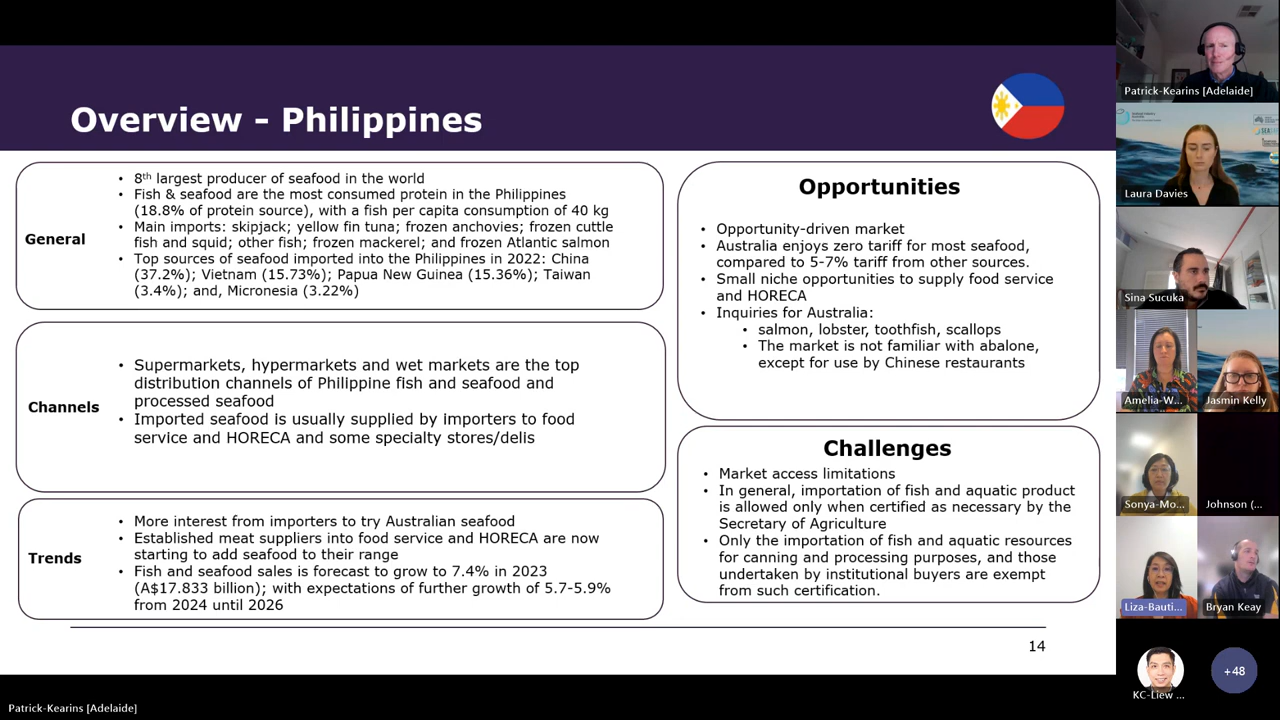 Overview - Philippines
General
• 8th largest producer of seafood in the world
• Fish & seafood are the most consumed protein in the Philippines
(18.8% of protein source), with a fish per capita consumption of 40 kg
• Main imports: skipjack; yellow fin tuna; frozen anchovies; frozen cuttle
fish and squid; other fish; frozen mackerel; and frozen Atlantic salmon
• Top sources of seafood imported into the Philippines in 2022: China
(37.2%); Vietnam (15.73%); Papua New Guinea (15.36%); Taiwan
(3.4%); and, Micronesia (3.22%)
Channels
• Supermarkets, hypermarkets and wet markets are the top
distribution channels of Philippine fish and seafood and
processed seafood
• Imported seafood is usually supplied by importers to food
service and HORECA and some specialty stores/delis
Trends
• More interest from importers to try Australian seafood
• Established meat suppliers into food service and HORECA are now
starting to add seafood to their range
• Fish and seafood sales is forecast to grow to 7.4% in 2023
(A$17.833 billion); with expectations of further growth of 5.7-5.9%
from 2024 until 2026
Opportunities
• Opportunity-driven market
• Australia enjoys zero tariff for most seafood,
compared to 5-7% tariff from other sources.
• Small niche opportunities to supply food service
and HORECA
• Inquiries for Australia:
• salmon, lobster, toothfish, scallops
• The market is not familiar with abalone,
except for use by Chinese restaurants
Challenges
• Market access limitations
• In general, importation of fish and aquatic product
is allowed only when certified as necessary by the
Secretary of Agriculture
• Only the importation of fish and aquatic resources
for canning and processing purposes, and those
undertaken by institutional buyers are exempt
from such certification.
14
Patrick-Kearins [Adelaide]
Patrick-Kearins [Adelaide]
Laura Davies
Sina Sucuka
Amelia-W...
Jasmin Kelly
Sonya-Mo...
Johnson (...
Liza-Bauti...
Bryan Keay
KC-Liew ...
+48